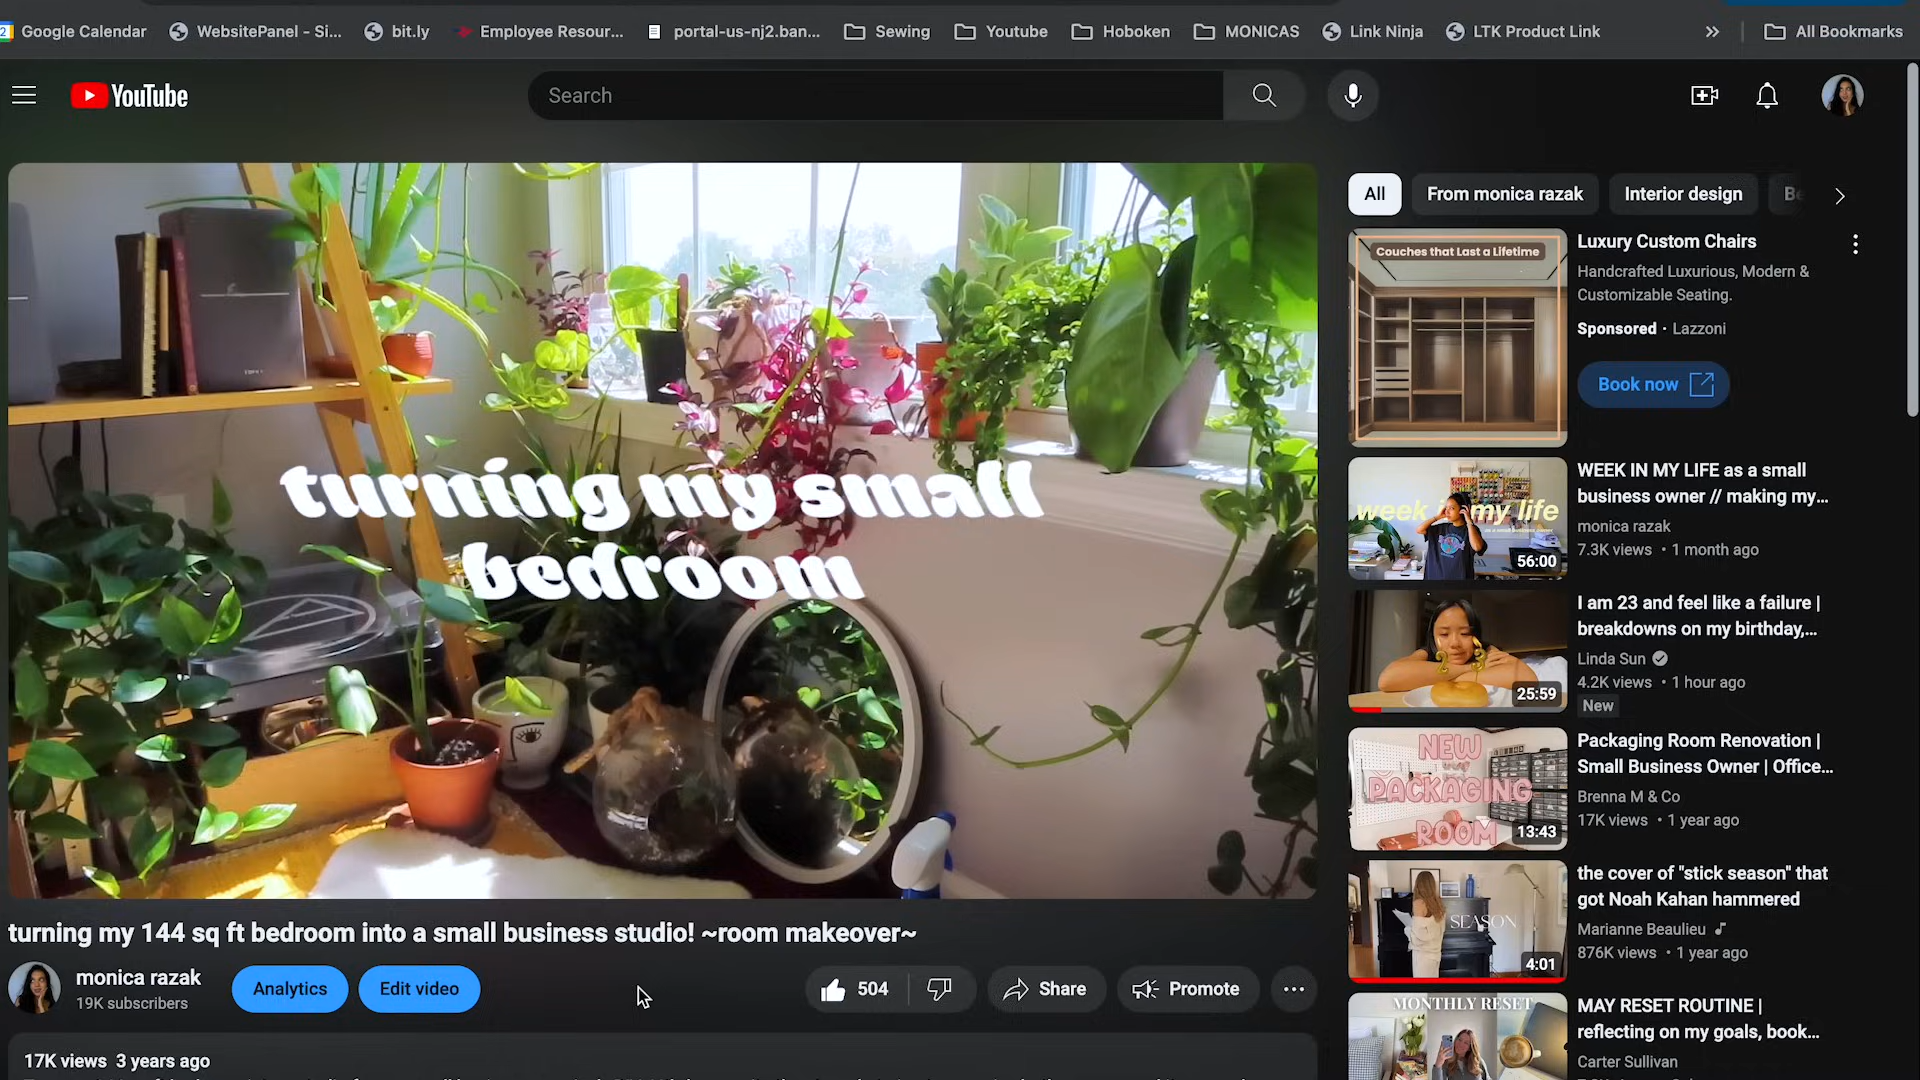 Google Calendar
WebsitePanel - Si...
bit.ly
Employee Resour...
portal-us-nj2.ban...
Sewing
Youtube
Hoboken
MONICAS
Link Ninja
LTK Product Link
All Bookmarks
YouTube
Search
turning my small
bedroom
turning my 144 sq ft bedroom into a small business studio! ~room makeover~
monica razak
19K subscribers
Analytics
Edit video
504
Share
Promote
17K views 3 years ago
All
From monica razak
Interior design
Couches that Last a Lifetime
Luxury Custom Chairs
Handcrafted Luxurious, Modern &
Customizable Seating.
Sponsored · Lazzoni
Book now
week in my life
56:00
WEEK IN MY LIFE as a small
business owner // making my...
monica razak
7.3K views • 1 month ago
25:59
I am 23 and feel like a failure |
breakdowns on my birthday,...
Linda Sun
4.2K views • 1 hour ago
New
NEW
PACKAGING
ROOM
13:43
Packaging Room Renovation |
Small Business Owner | Office...
Brenna M & Co
17K views • 1 year ago
SEASON
4:01
the cover of "stick season" that
got Noah Kahan hammered
Marianne Beaulieu
876K views • 1 year ago
MONTHLY RESET
MAY RESET ROUTINE |
reflecting on my goals, book...
Carter Sullivan